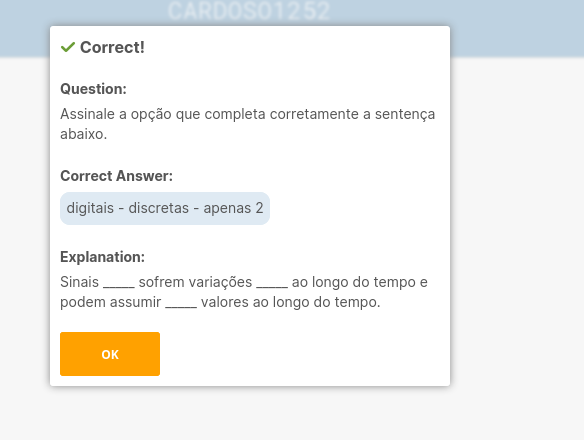 CARDOSO1252
Correct!
Question:
Assinale a opção que completa corretamente a sentença
abaixo.
Correct Answer:
digitais - discretas - apenas 2
Explanation:
Sinais _____ sofrem variações _____ ao longo do tempo e
podem assumir _____ valores ao longo do tempo.
OK